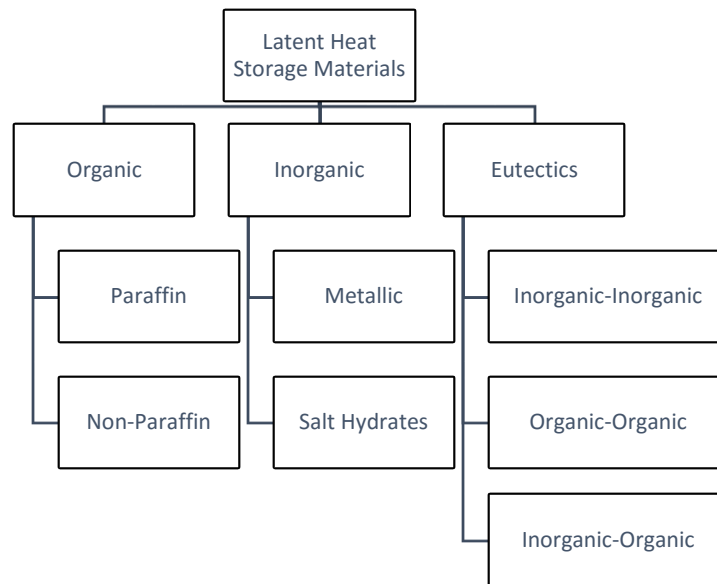 Latent Heat
Storage Materials
Organic
Inorganic
Eutectics
Paraffin
Metallic
Inorganic-Inorganic
Non-Paraffin
Salt Hydrates
Organic-Organic
Inorganic-Organic